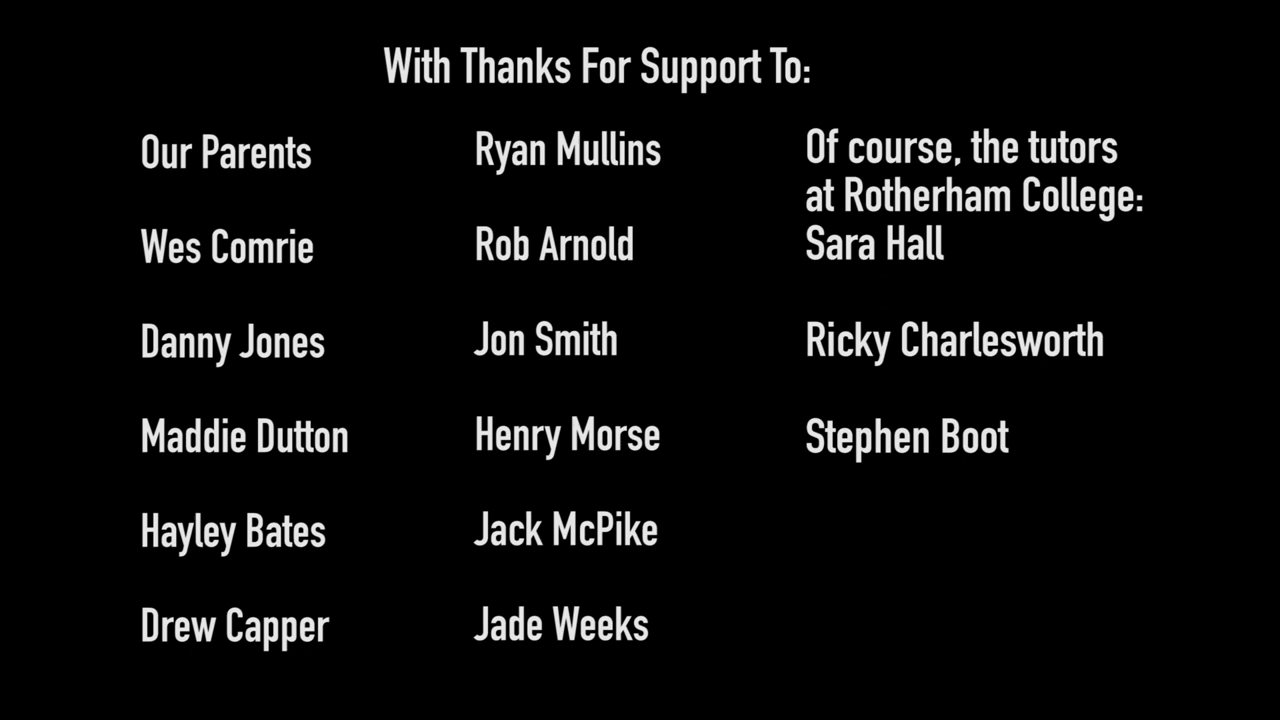 With Thanks For Support To:
Our Parents
Wes Comrie
Danny Jones
Maddie Dutton
Hayley Bates
Drew Capper
Ryan Mullins
Rob Arnold
Jon Smith
Henry Morse
Jack McPike
Jade Weeks
Of course, the tutors
at Rotherham College:
Sara Hall
Ricky Charlesworth
Stephen Boot